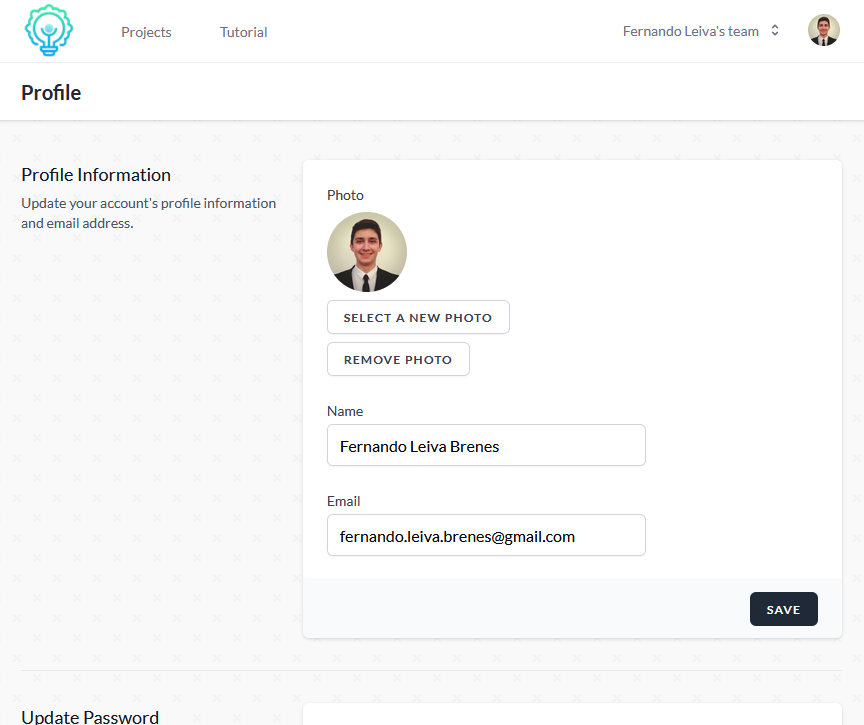 Projects
Tutorial
Fernando Leiva's team
Profile
Profile Information
Update your account's profile information
and email address.
Photo
SELECT A NEW PHOTO
REMOVE PHOTO
Name
Fernando Leiva Brenes
Email
fernando.leiva.brenes@gmail.com
SAVE
Update Password